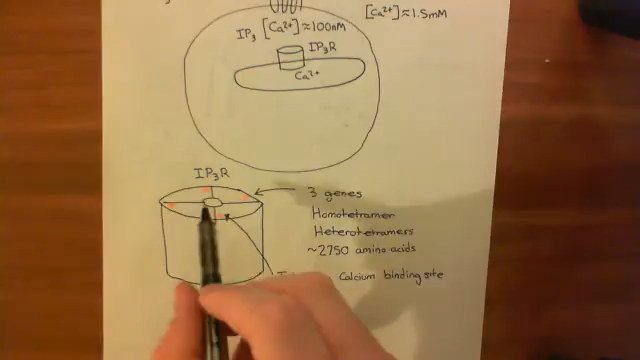 [Ca²⁺]≈1.5mM
IP₃ [Ca²⁺]≈100nM
IP₃R
Ca²⁺
IP₃R
3 genes
Homotetramer
Heterotetramers
~2750 amino acids
Calcium binding site